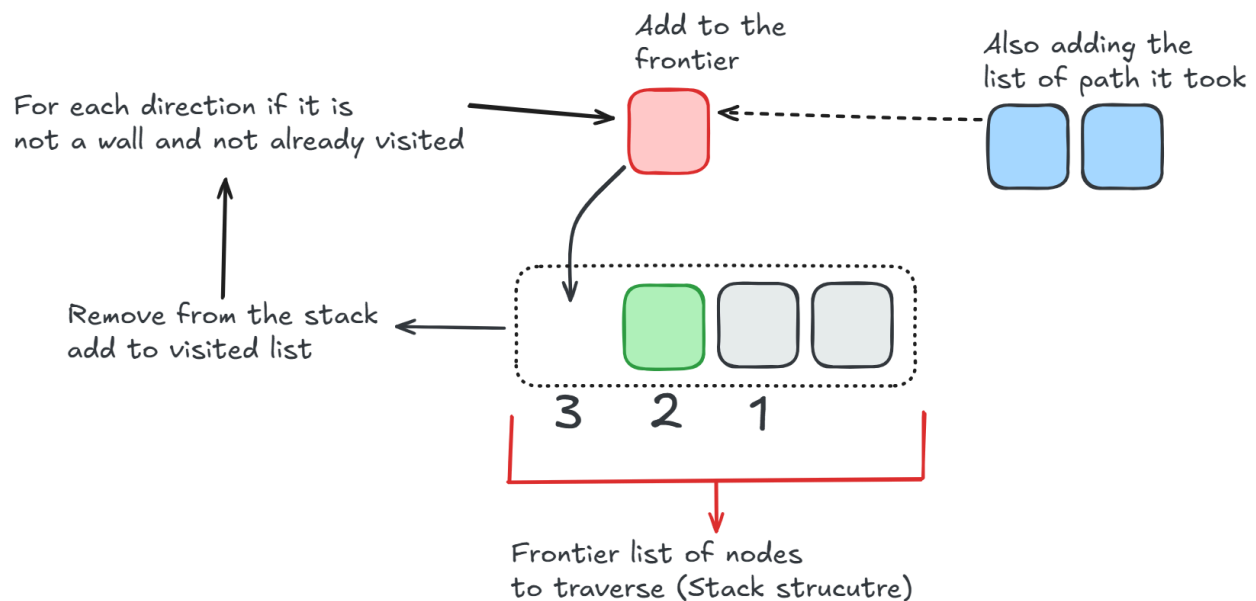 Add to the
frontier
Also adding the
list of path it took
For each direction if it is
not a wall and not already visited
Remove from the stack
add to visited list
3 2 1
Frontier list of nodes
to traverse (Stack strucutre)